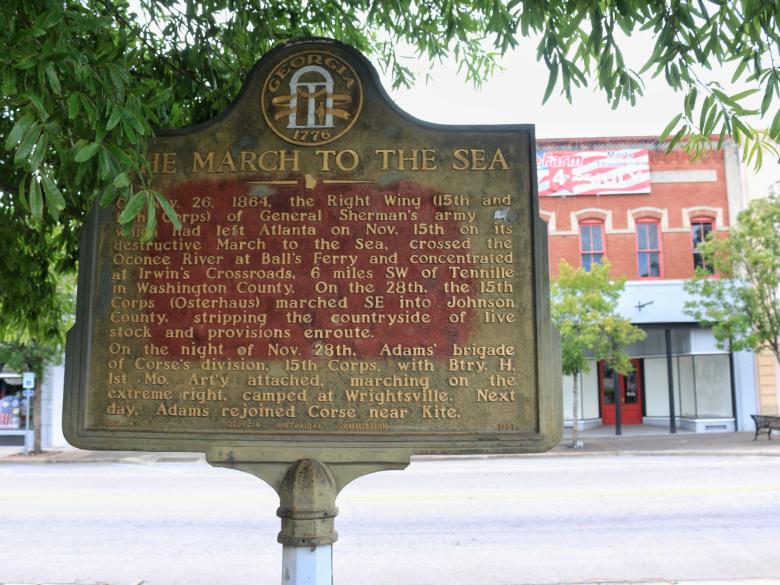 GEORGIA
1776
THE MARCH TO THE SEA
Nov. 26, 1864, the Right Wing (15th and
Corps) of General Sherman's army
which had left Atlanta on Nov. 15th on its
destructive March to the Sea, crossed the
Oconee River at Ball's Ferry and concentrated
at Irwin's Crossroads, 6 miles SW of Tennille
in Washington County. On the 28th, the 15th
Corps (Osterhaus) marched SE into Johnson
County, stripping the countryside of live
stock and provisions enroute.
On the night of Nov. 28th, Adams' brigade
of Corse's division, 15th Corps, with Btry. H,
1st Mo. Art'y attached, marching on the
extreme right, camped at Wrightsville. Next
day, Adams rejoined Corse near Kite.
GEORGIA HISTORICAL COMMISSION
Farm
4